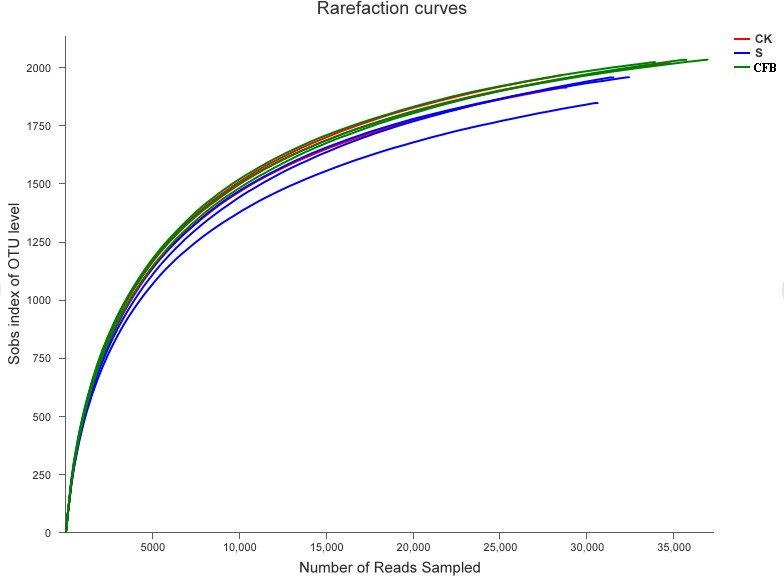 Rarefaction curves
CK
S
CFB
Sobs index of OTU level
2000
1750
1500
1250
1000
750
500
250
0
5000 10,000 15,000 20,000 25,000 30,000 35,000
Number of Reads Sampled